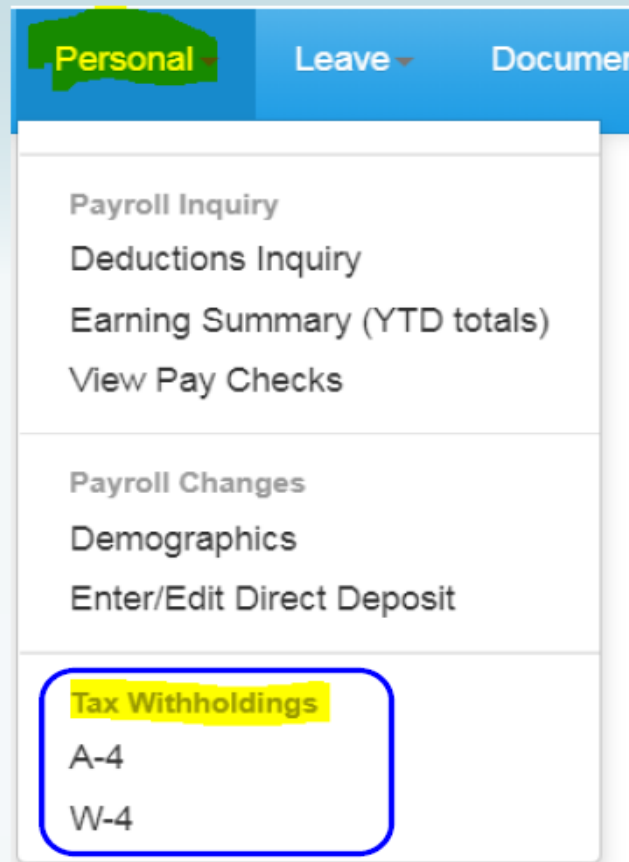 Personal Leave
Payroll Inquiry
Deductions Inquiry
Earning Summary (YTD totals)
View Pay Checks
Payroll Changes
Demographics
Enter/Edit Direct Deposit
Tax Withholdings
A-4
W-4